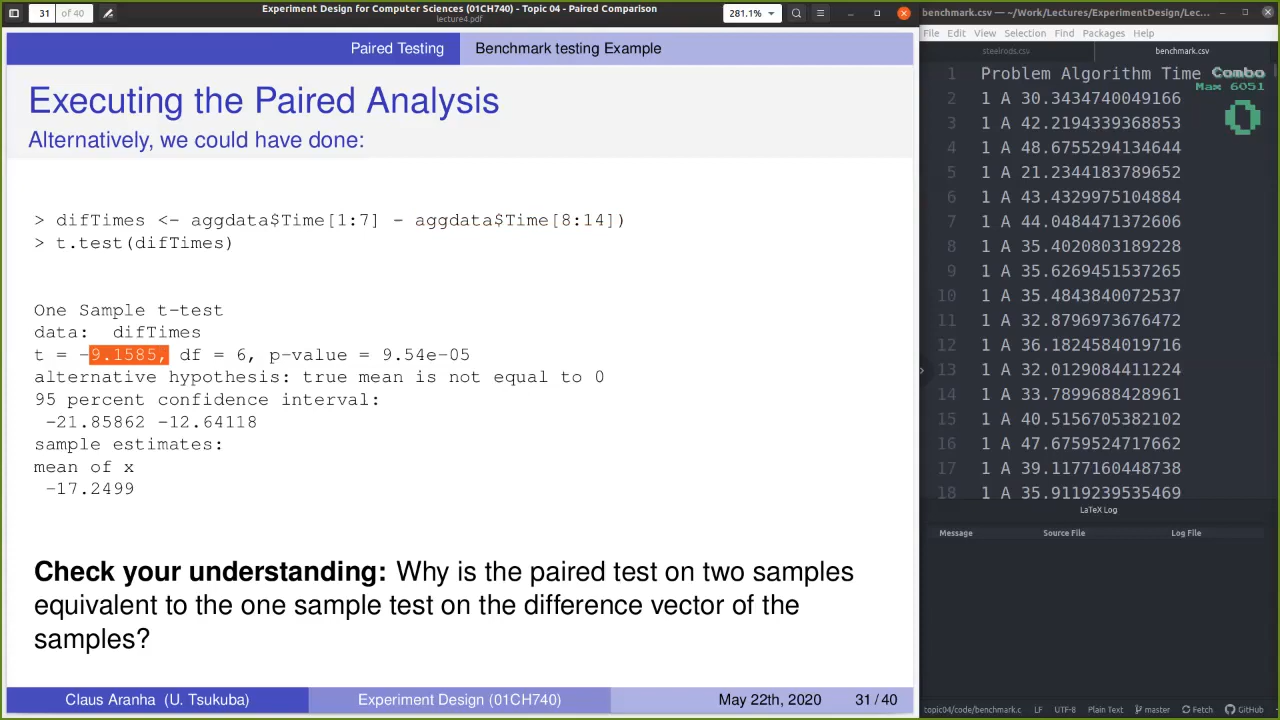 31 of 40
Experiment Design for Computer Sciences (01CH740) - Topic 04 - Paired Comparison
lecture4.pdf
281.1%
Paired Testing
Benchmark testing Example
Executing the Paired Analysis
Alternatively, we could have done:
> difTimes <- aggdata$Time[1:7] - aggdata$Time[8:14])
> t.test(difTimes)
One Sample t-test
data: difTimes
t = -9.1585, df = 6, p-value = 9.54e-05
alternative hypothesis: true mean is not equal to 0
95 percent confidence interval:
-21.85862 -12.64118
sample estimates:
mean of x
-17.2499
Check your understanding: Why is the paired test on two samples
equivalent to the one sample test on the difference vector of the
samples?
Claus Aranha (U. Tsukuba)
Experiment Design (01CH740)
May 22th, 2020
31 / 40
benchmark.csv — ~/Work/Lectures/ExperimentDesign/Lec...
File Edit View Selection Find Packages Help
steelrods.csv
benchmark.csv
1 Problem Algorithm Time
Combo
Max 6051
0
2 1 A 30.3434740049166
3 1 A 42.2194339368853
4 1 A 48.6755294134644
5 1 A 21.2344183789652
6 1 A 43.4329975104884
7 1 A 44.0484471372606
8 1 A 35.4020803189228
9 1 A 35.6269451537265
10 1 A 35.4843840072537
11 1 A 32.8796973676472
12 1 A 36.1824584019716
13 1 A 32.0129084411224
14 1 A 33.7899688428961
15 1 A 40.5156705382102
16 1 A 47.6759524717662
17 1 A 39.1177160448738
18 1 A 35.9119239535469
LaTeX Log
Message Source File Log File
topic04/code/benchmark.c LF UTF-8 Plain Text master Fetch GitHub